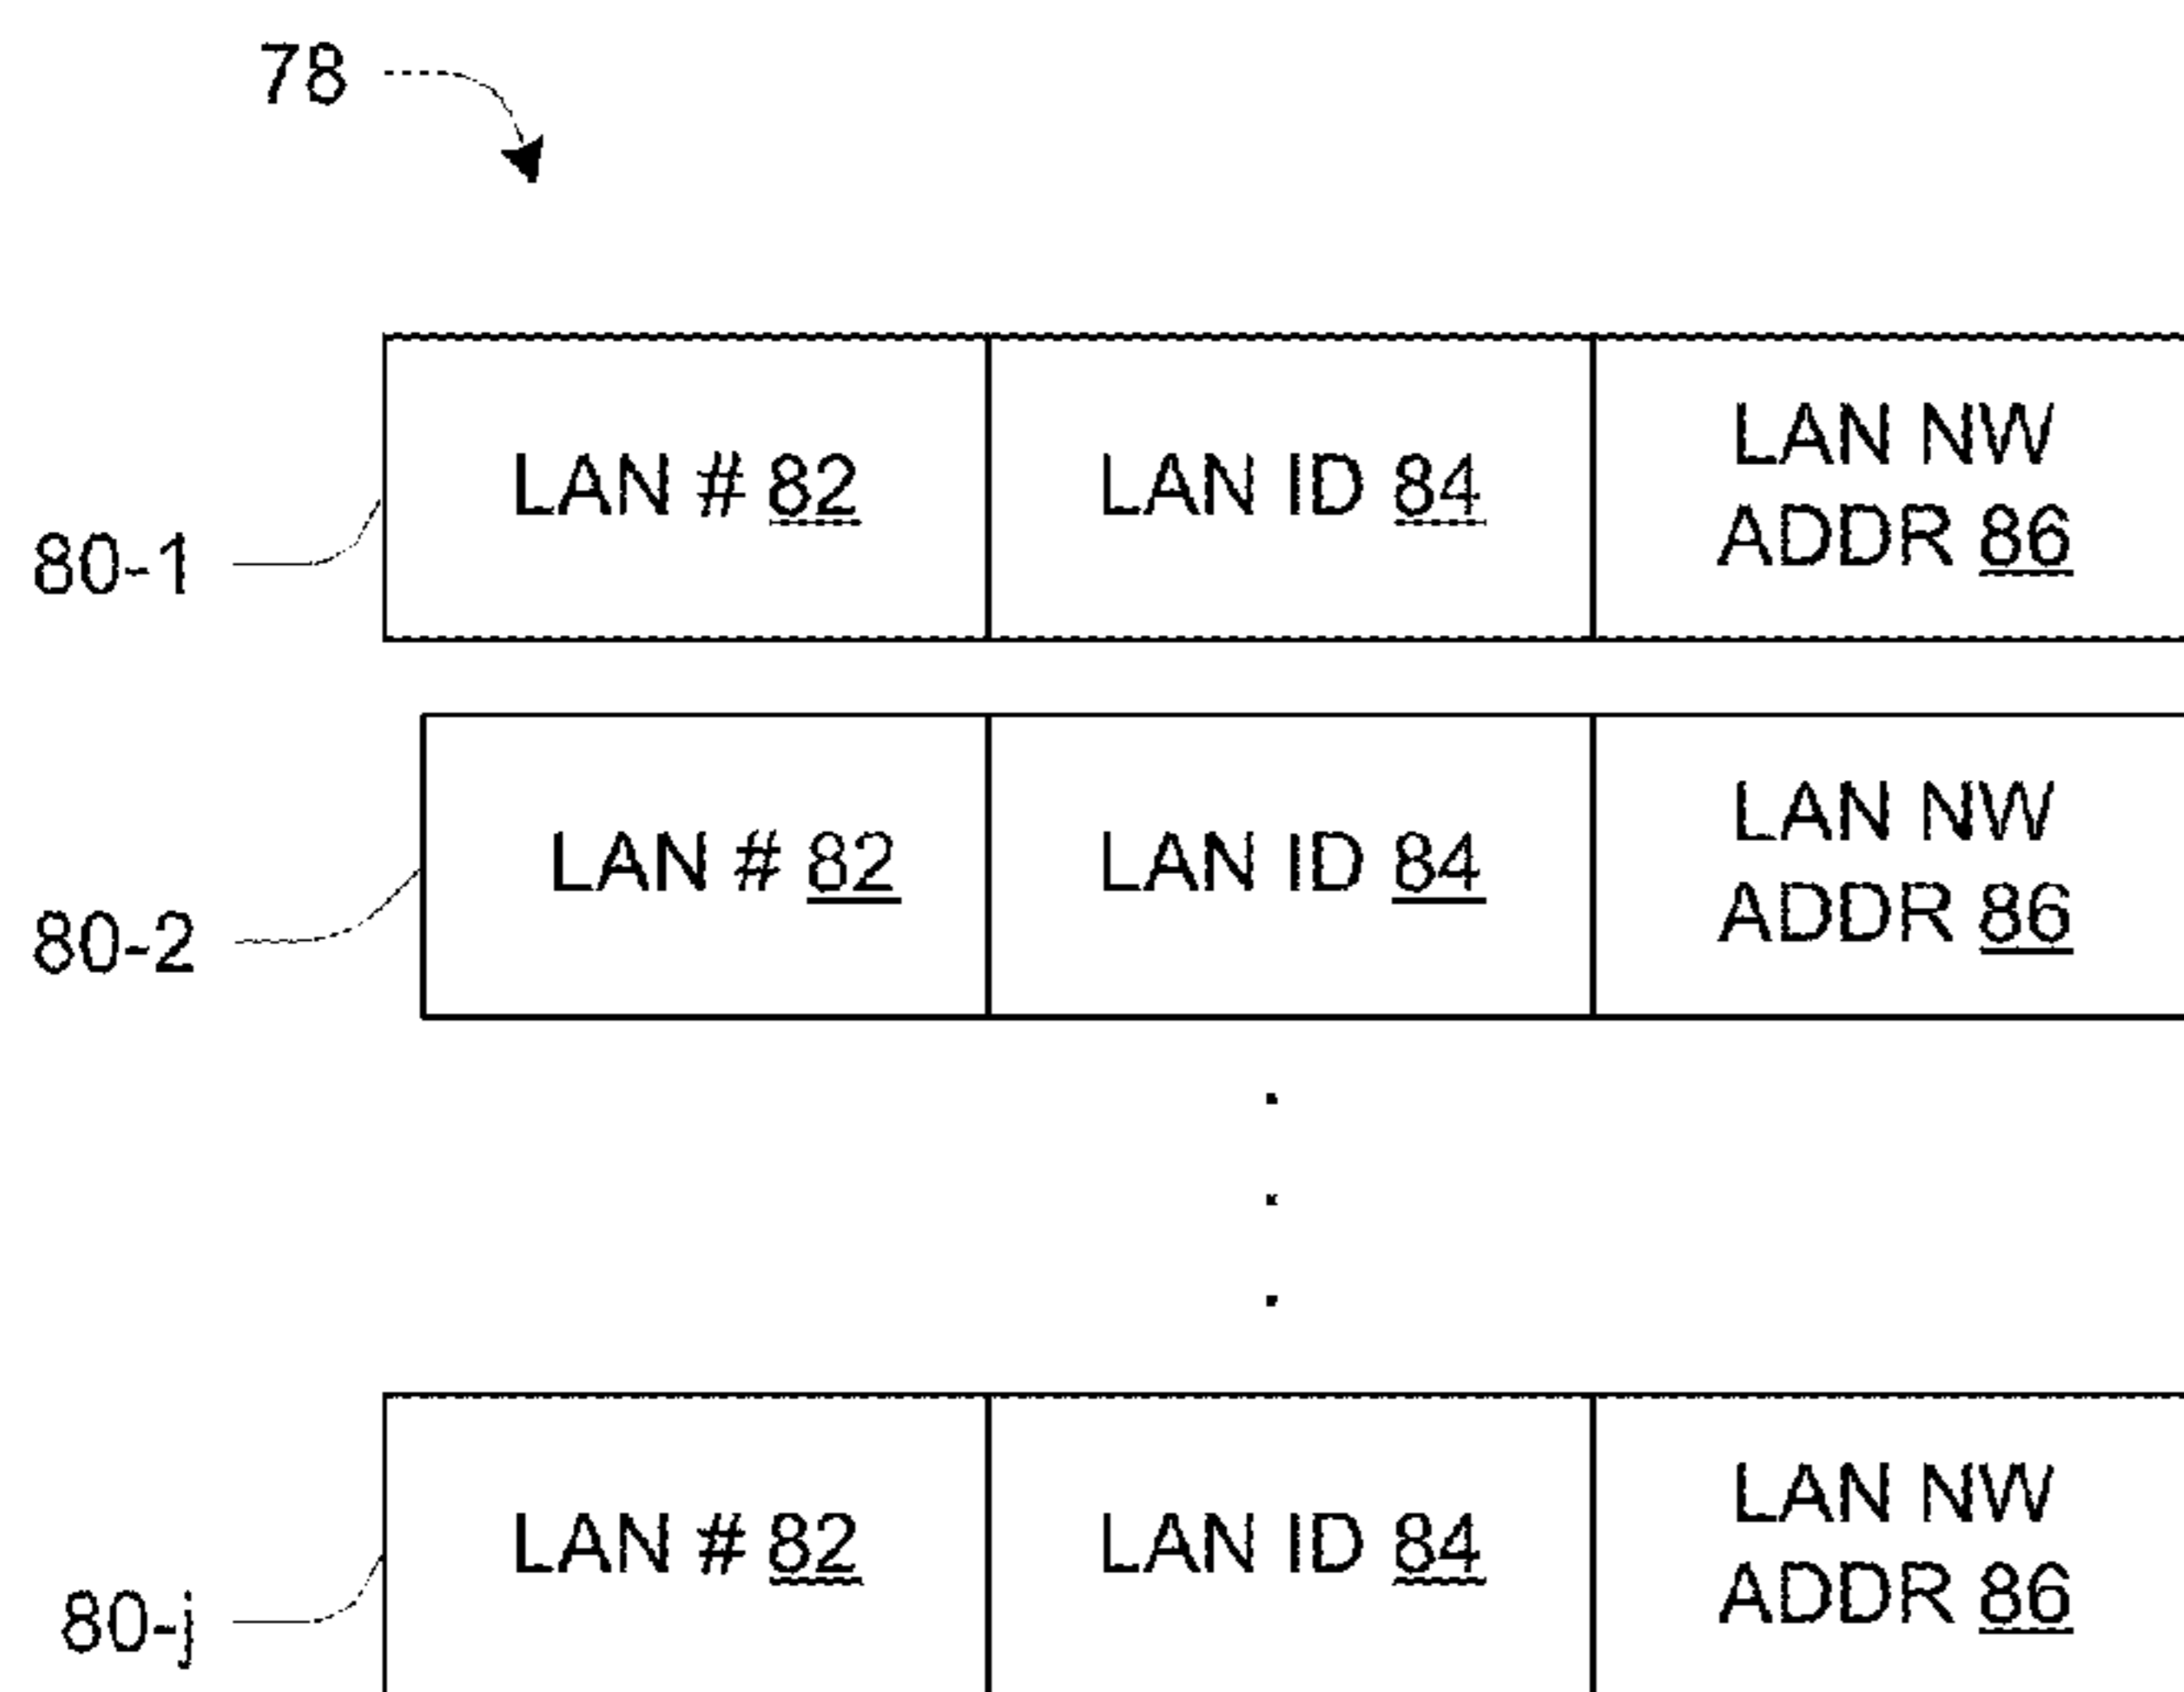 78
80-1
LAN # 82
LAN ID 84
LAN NW
ADDR 86
80-2
LAN # 82
LAN ID 84
LAN NW
ADDR 86
80-j
LAN # 82
LAN ID 84
LAN NW
ADDR 86